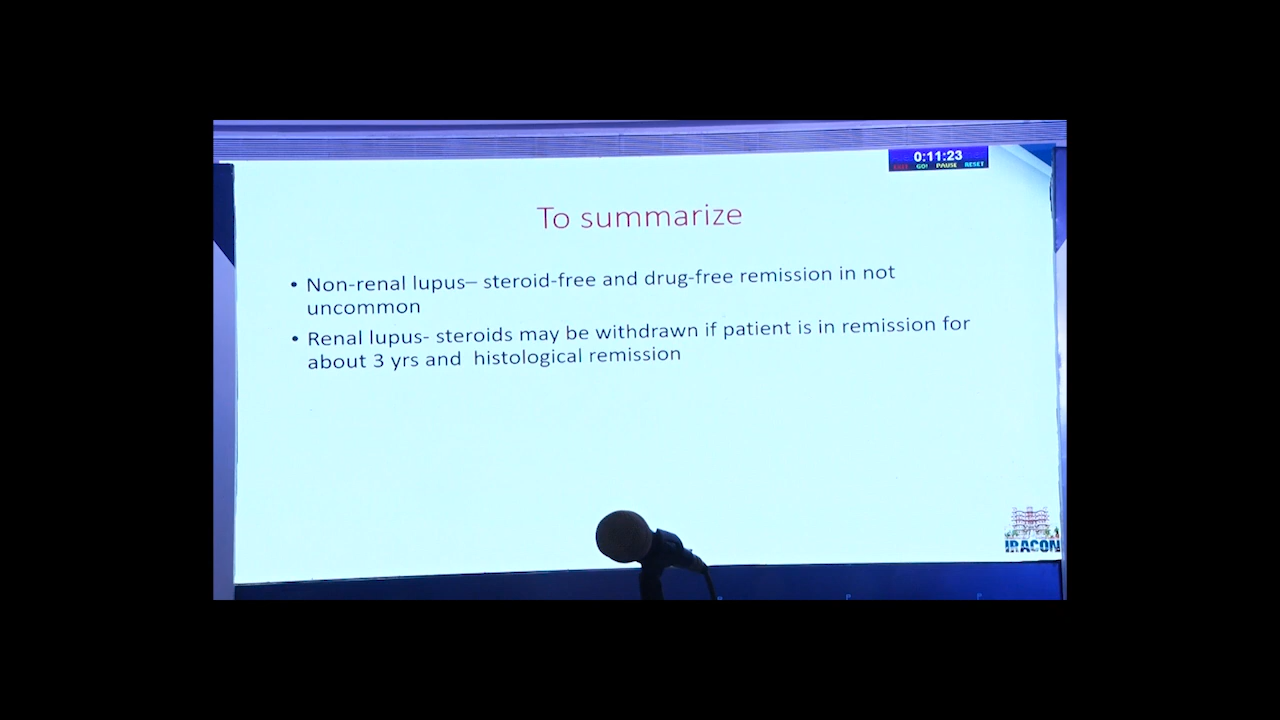 0:11:23
GO! PAUSE RESET
To summarize
• Non-renal lupus– steroid-free and drug-free remission in not
uncommon
• Renal lupus- steroids may be withdrawn if patient is in remission for
about 3 yrs and  histological remission
IRACON